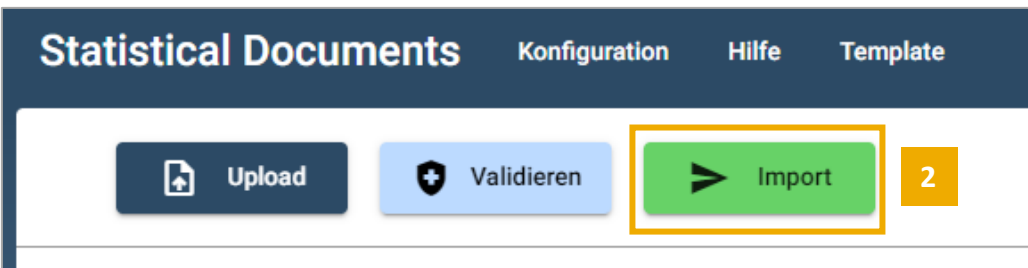 Statistical Documents Konfiguration Hilfe Template
Upload Validieren Import 2